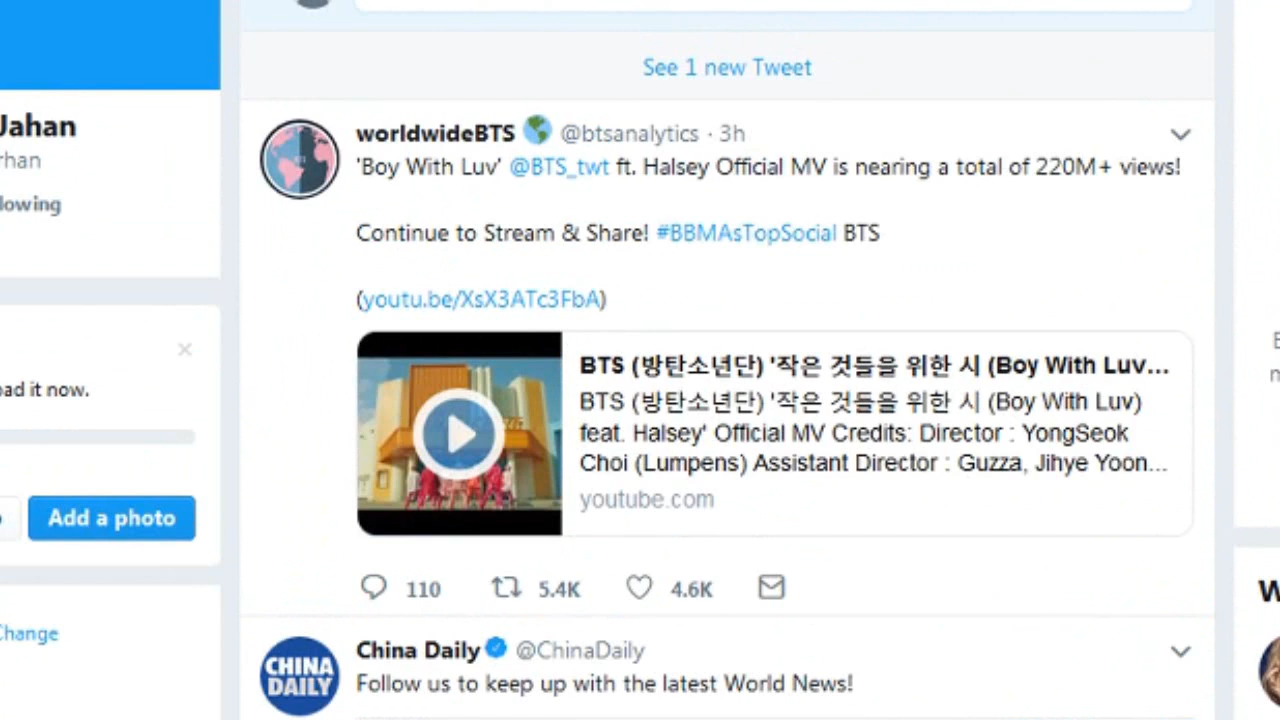 See 1 new Tweet
Jahan
worldwideBTS @btsanalytics · 3h
'Boy With Luv' @BTS_twt ft. Halsey Official MV is nearing a total of 220M+ views!
Continue to Stream & Share! #BBMAsTopSocial BTS
(youtu.be/XsX3ATc3FbA)
BTS (방탄소년단) '작은 것들을 위한 시 (Boy With Luv...
BTS (방탄소년단) '작은 것들을 위한 시 (Boy With Luv)
feat. Halsey' Official MV Credits: Director : YongSeok
Choi (Lumpens) Assistant Director : Guzza, Jihye Yoon...
youtube.com
110 5.4K 4.6K
it now.
Add a photo
Change
China Daily @ChinaDaily
CHINA
DAILY
Follow us to keep up with the latest World News!